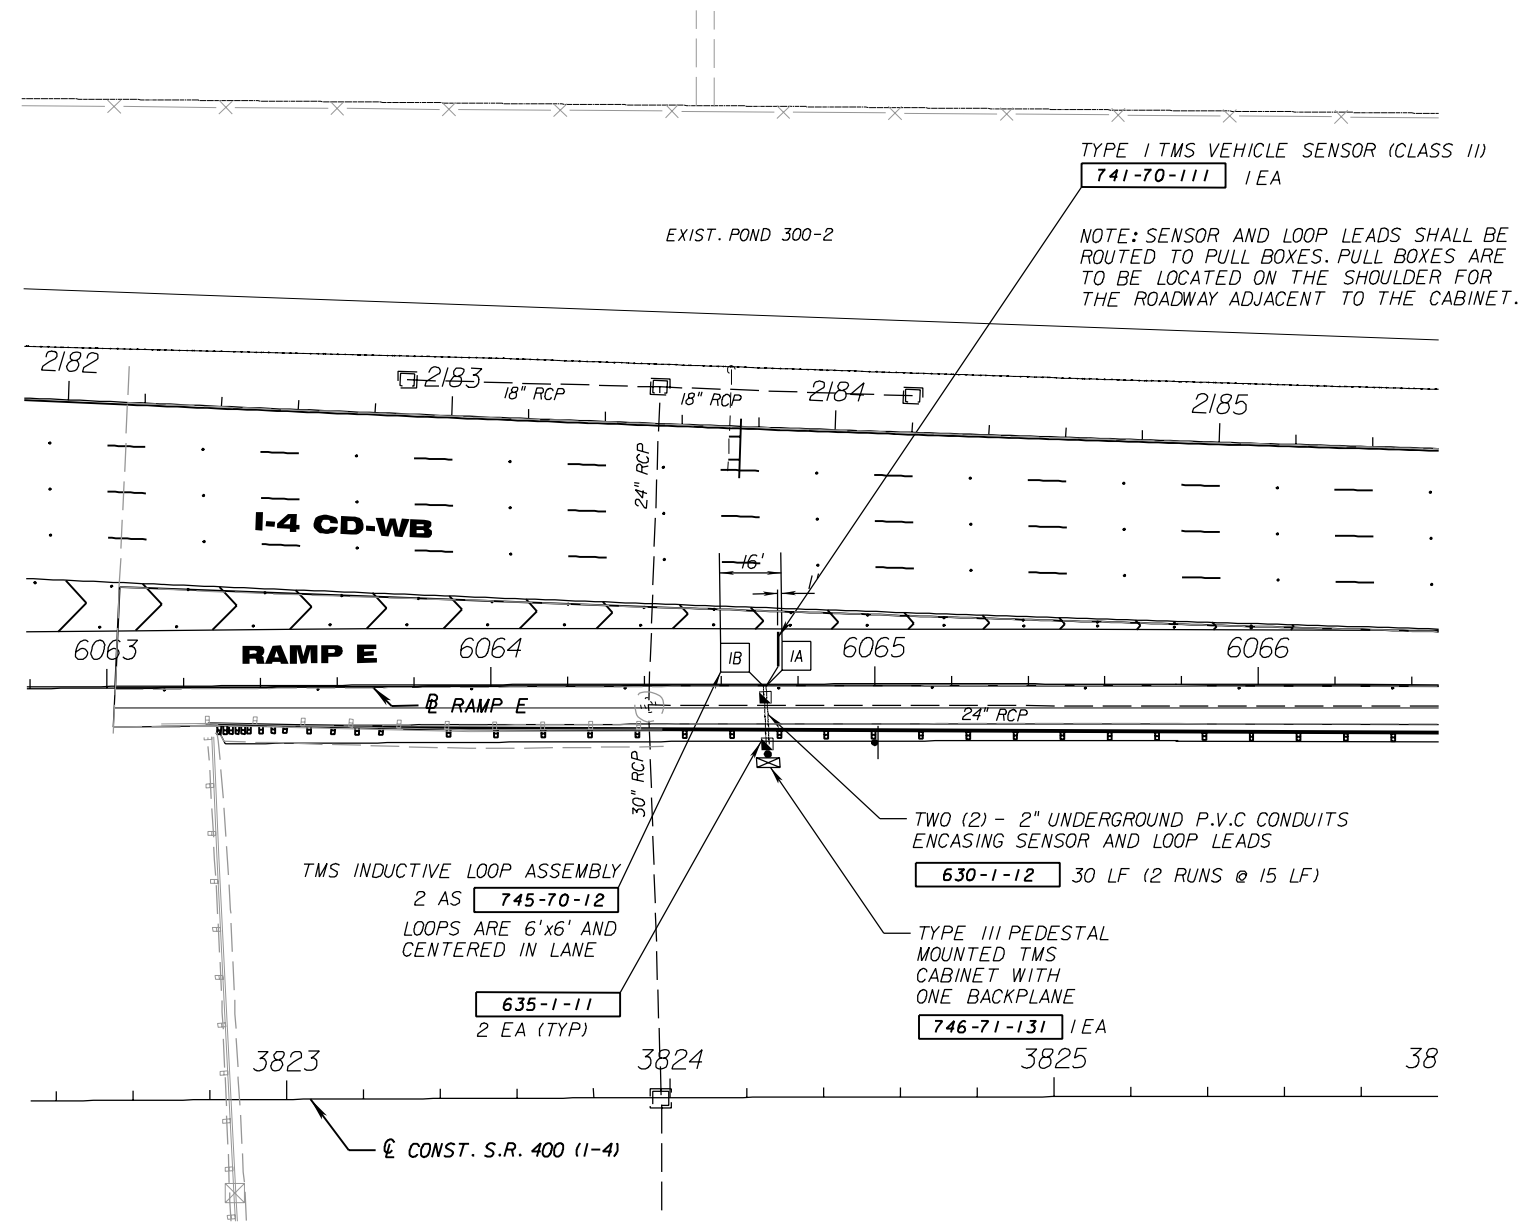 TYPE I TMS VEHICLE SENSOR (CLASS II)
741-70-111 1 EA
EXIST. POND 300-2
NOTE: SENSOR AND LOOP LEADS SHALL BE
ROUTED TO PULL BOXES. PULL BOXES ARE
TO BE LOCATED ON THE SHOULDER FOR
THE ROADWAY ADJACENT TO THE CABINET.
2182
2183
2184
2185
18" RCP
18" RCP
24" RCP
I-4 CD-WB
16'
1'
6063
6064
6065
6066
RAMP E
1B
1A
℄ RAMP E
24" RCP
30" RCP
TWO (2) - 2" UNDERGROUND P.V.C CONDUITS
ENCASING SENSOR AND LOOP LEADS
630-1-12 30 LF (2 RUNS @ 15 LF)
TMS INDUCTIVE LOOP ASSEMBLY
2 AS 745-70-12
LOOPS ARE 6'x6' AND
CENTERED IN LANE
TYPE III PEDESTAL
MOUNTED TMS
CABINET WITH
ONE BACKPLANE
746-71-131 1 EA
635-1-11
2 EA (TYP)
3823
3824
3825
38
℄ CONST. S.R. 400 (I-4)